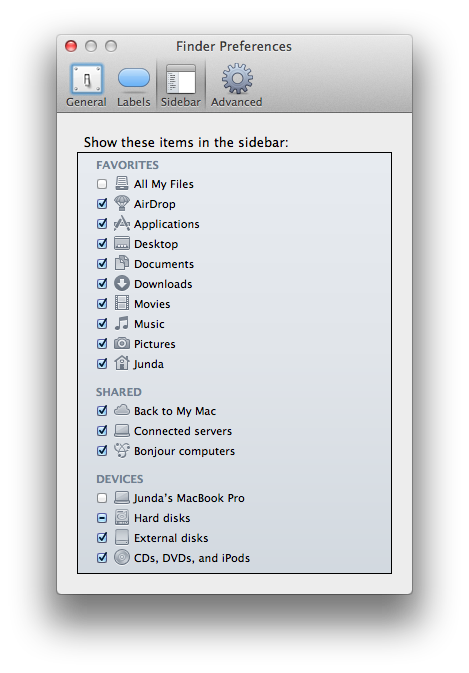 Finder Preferences
General Labels Sidebar Advanced
Show these items in the sidebar:
FAVORITES
All My Files
AirDrop
Applications
Desktop
Documents
Downloads
Movies
Music
Pictures
Junda
SHARED
Back to My Mac
Connected servers
Bonjour computers
DEVICES
Junda's MacBook Pro
Hard disks
External disks
CDs, DVDs, and iPods